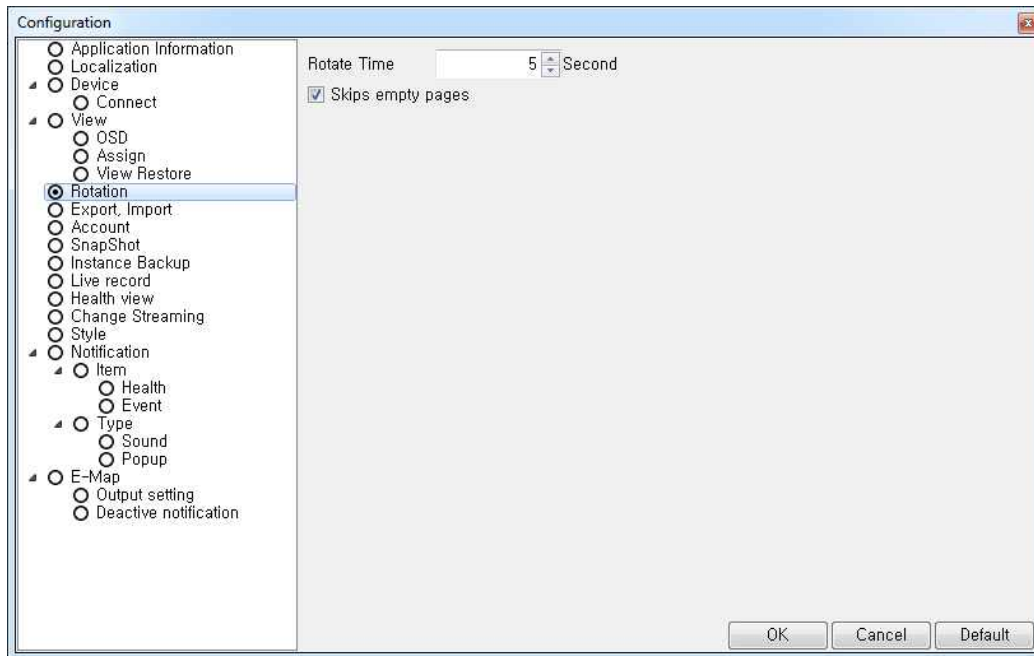 Configuration
Application Information
Localization
Device
Connect
View
OSD
Assign
View Restore
Rotation
Export, Import
Account
SnapShot
Instance Backup
Live record
Health view
Change Streaming
Style
Notification
Item
Health
Event
Type
Sound
Popup
E-Map
Output setting
Deactive notification
Rotate Time 5 Second
Skips empty pages
OK Cancel Default